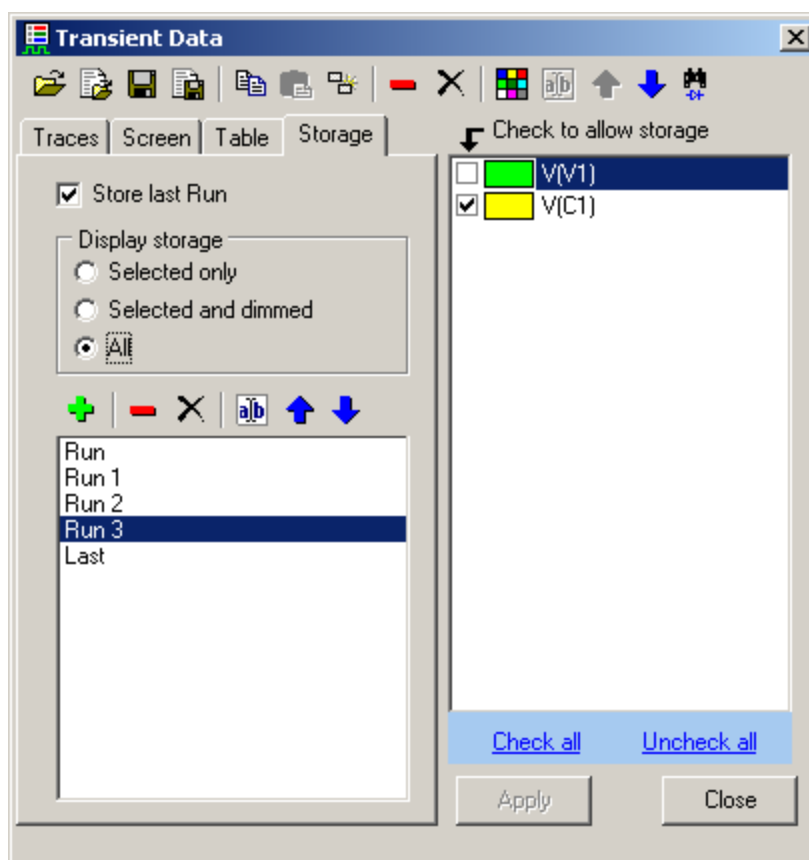 Transient Data
a|b
Traces
Screen
Table
Storage
Check to allow storage
Store last Run
Display storage
Selected only
Selected and dimmed
All
a|b
Run
Run 1
Run 2
Run 3
Last
V(V1)
V(C1)
Check all
Uncheck all
Apply
Close